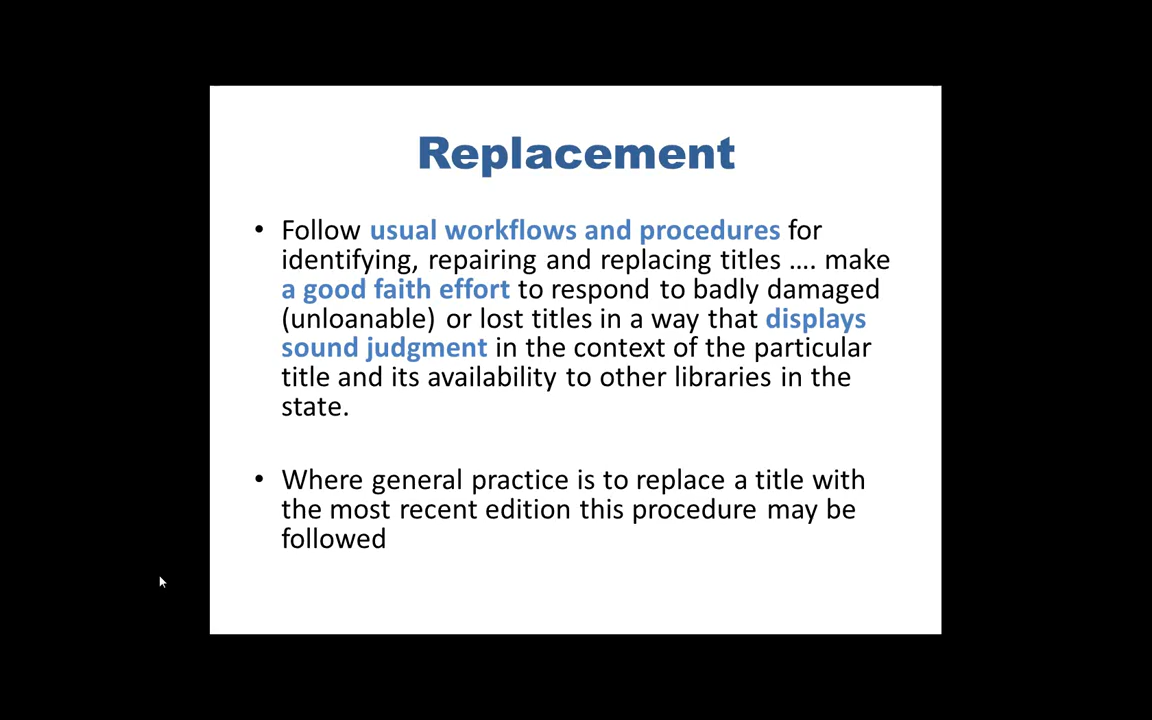 Replacement
• Follow usual workflows and procedures for
identifying, repairing and replacing titles .... make
a good faith effort to respond to badly damaged
(unloanable) or lost titles in a way that displays
sound judgment in the context of the particular
title and its availability to other libraries in the
state.
• Where general practice is to replace a title with
the most recent edition this procedure may be
followed